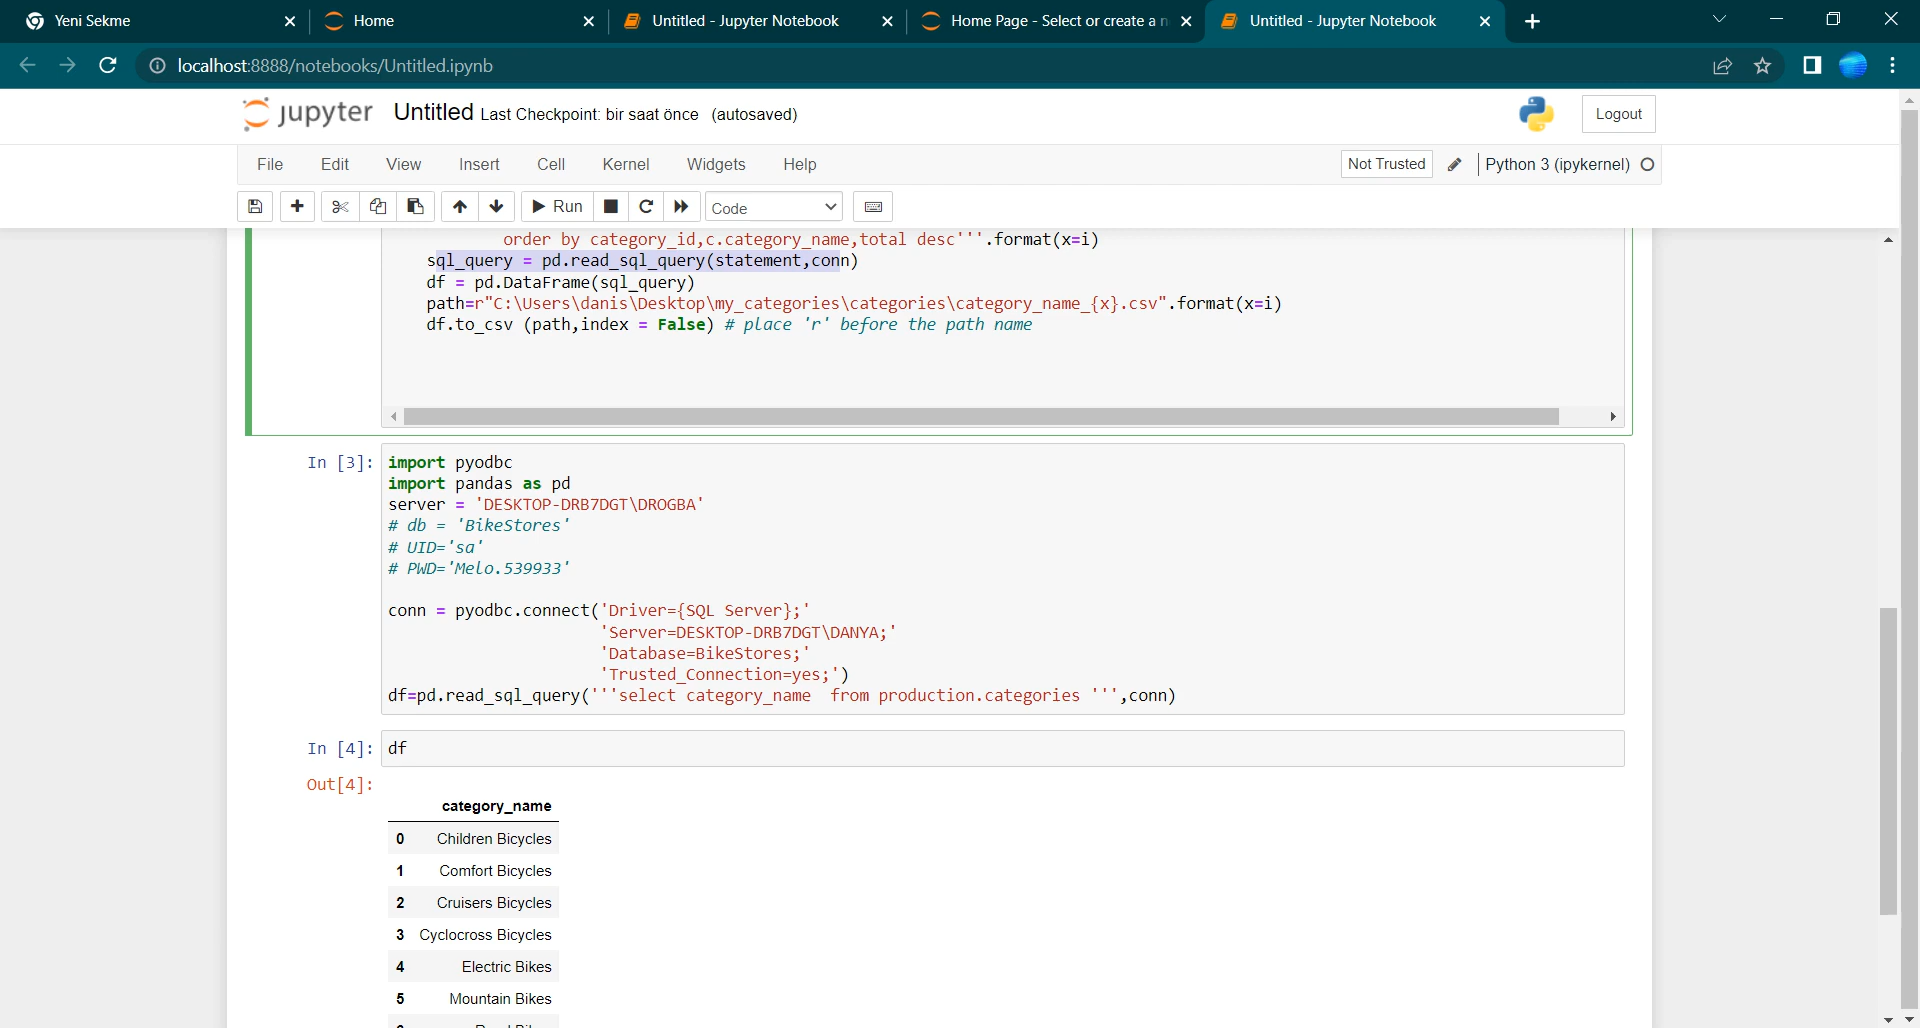 Yeni Sekme
Home
Untitled - Jupyter Notebook
Home Page - Select or create a n
Untitled - Jupyter Notebook
localhost:8888/notebooks/Untitled.ipynb
jupyter Untitled Last Checkpoint: bir saat önce (autosaved)
Logout
File Edit View Insert Cell Kernel Widgets Help
Not Trusted Python 3 (ipykernel)
Run Code
order by category_id,c.category_name,total desc'''.format(x=i)
sql_query = pd.read_sql_query(statement,conn)
df = pd.DataFrame(sql_query)
path=r"C:\Users\danis\Desktop\my_categories\categories\category_name_{x}.csv".format(x=i)
df.to_csv (path,index = False) # place 'r' before the path name
In [3]: import pyodbc
import pandas as pd
server = 'DESKTOP-DRB7DGT\DROGBA'
# db = 'BikeStores'
# UID='sa'
# PWD='Melo.539933'
conn = pyodbc.connect('Driver={SQL Server};'
'Server=DESKTOP-DRB7DGT\DANYA;'
'Database=BikeStores;'
'Trusted_Connection=yes;')
df=pd.read_sql_query('''select category_name  from production.categories ''',conn)
In [4]: df
Out[4]:
category_name
0 Children Bicycles
1 Comfort Bicycles
2 Cruisers Bicycles
3 Cyclocross Bicycles
4 Electric Bikes
5 Mountain Bikes